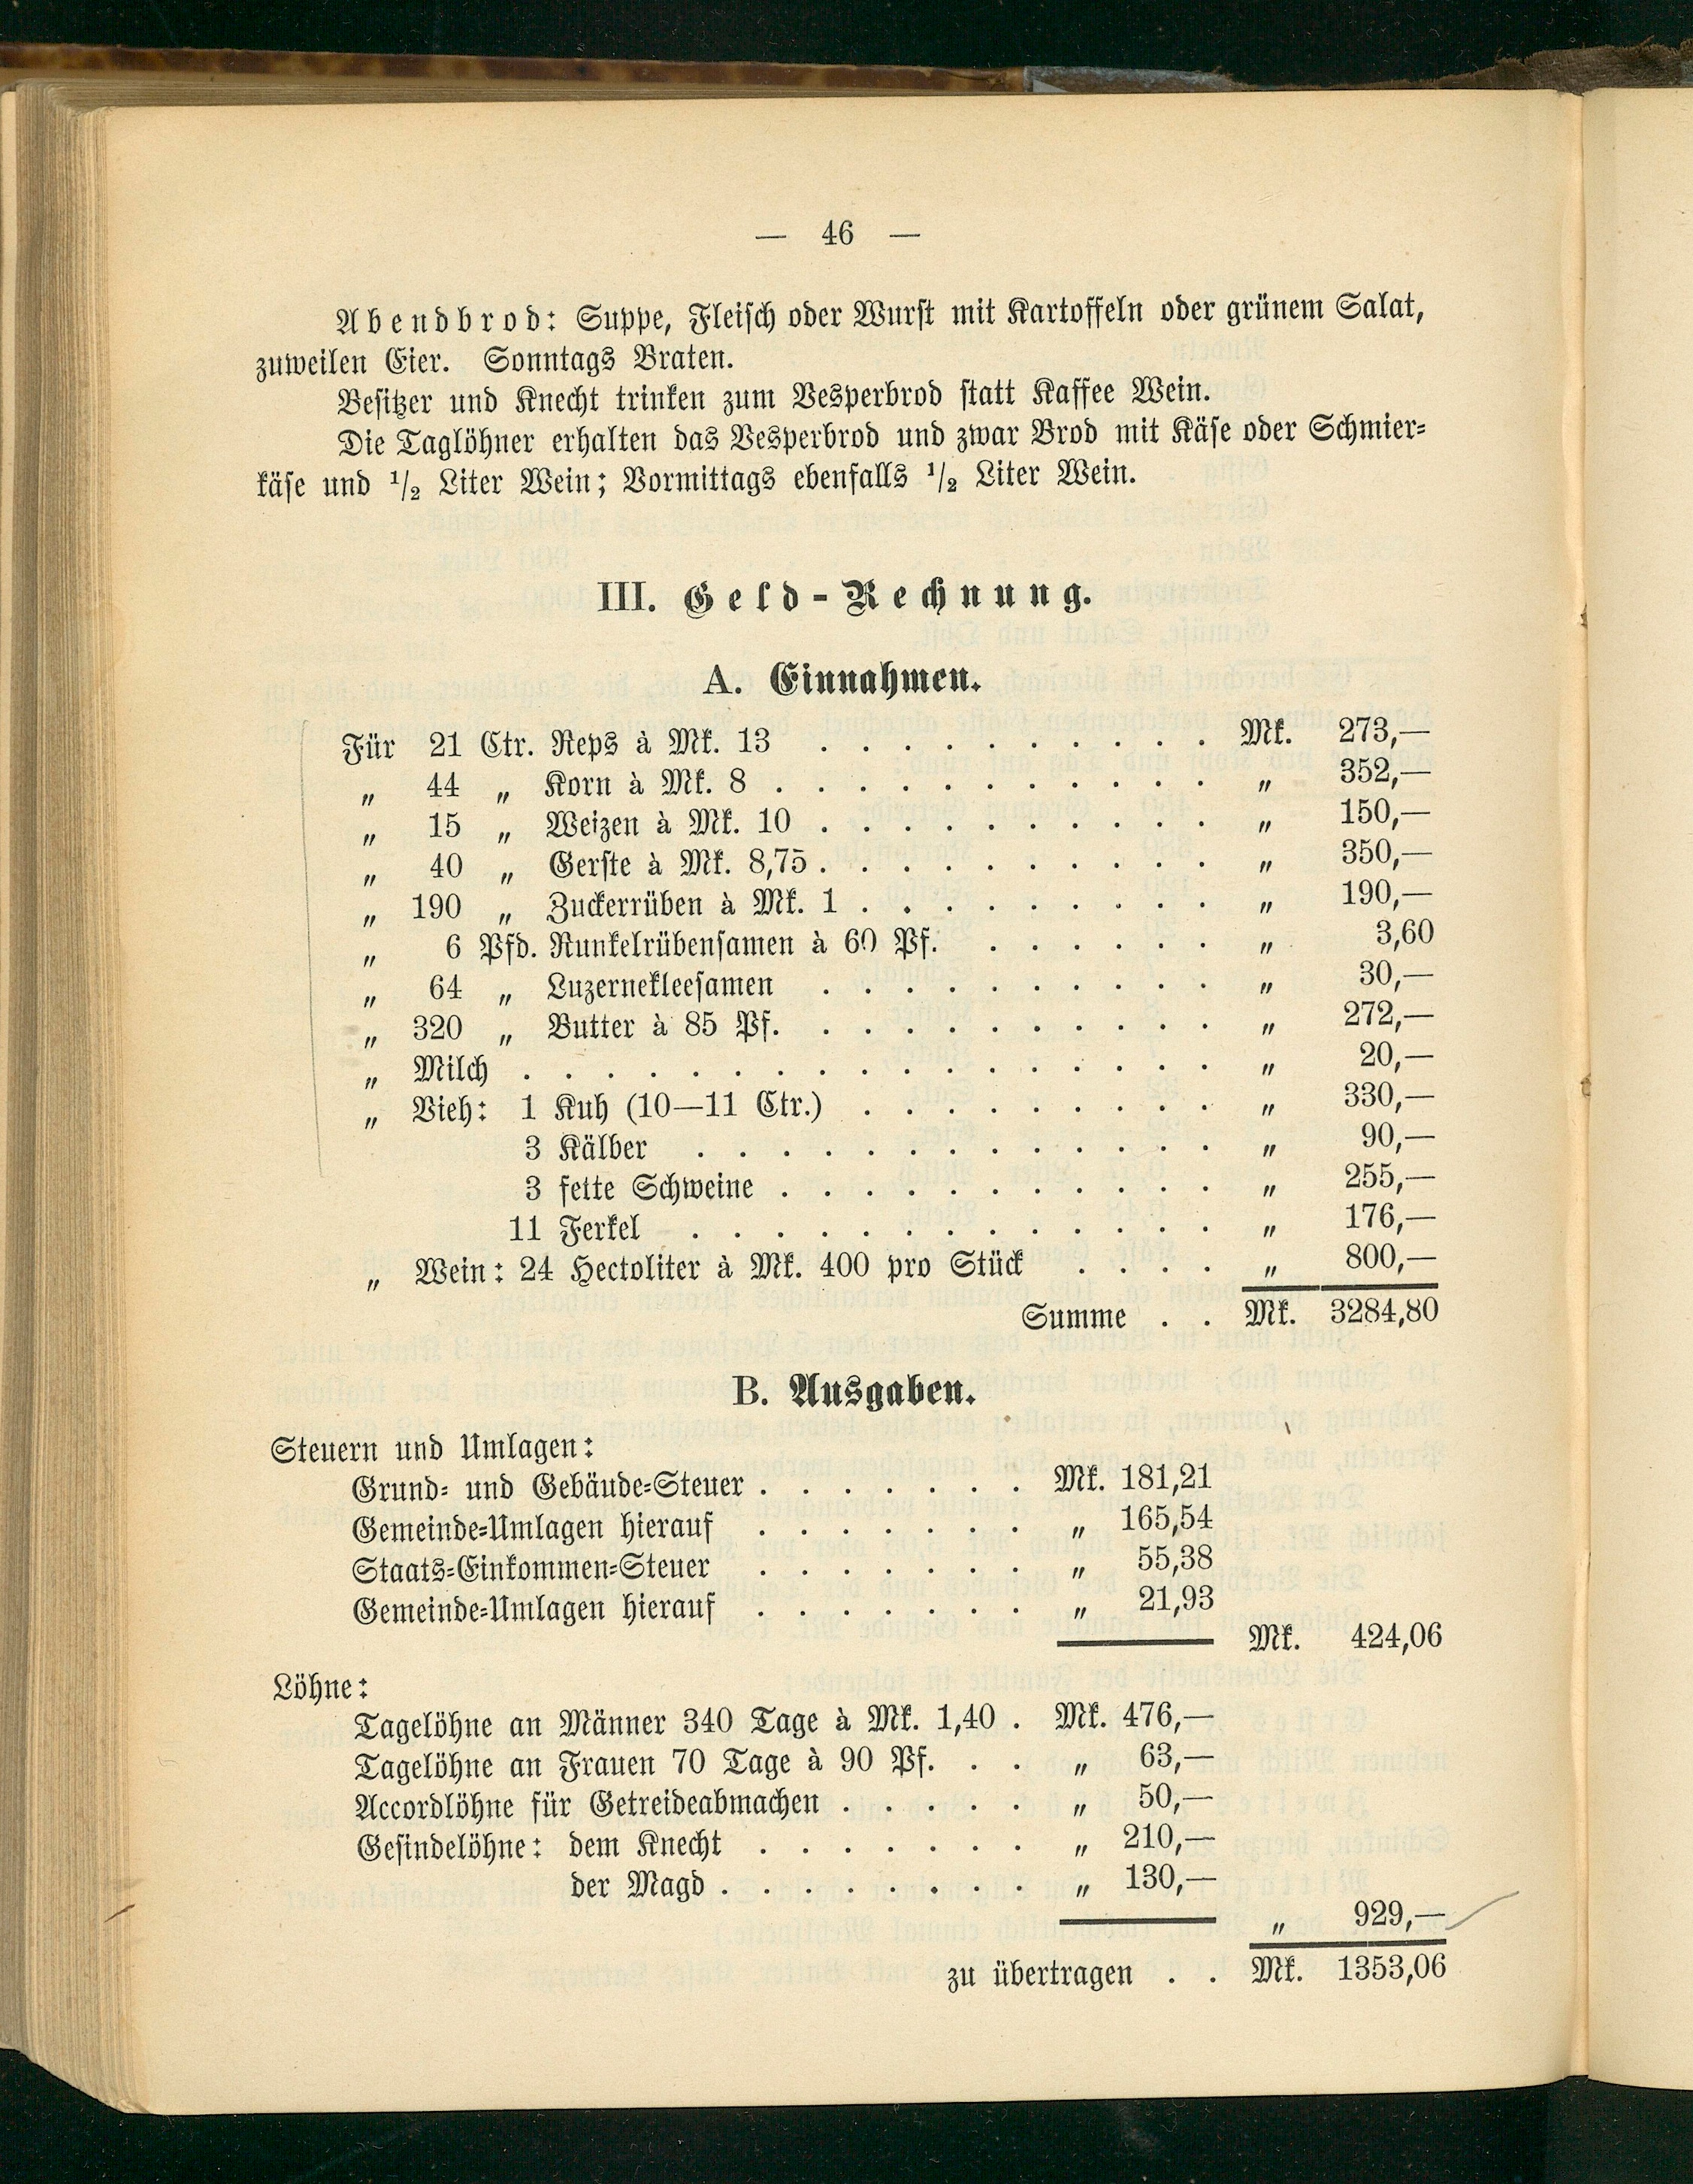 — 46 —
Abendbrod: Suppe, Fleisch oder Wurst mit Kartoffeln oder grünem Salat,
zuweilen Eier. Sonntags Braten.
Besitzer und Knecht trinken zum Vesperbrod statt Kaffee Wein.
Die Taglöhner erhalten das Vesperbrod und zwar Brod mit Käse oder Schmier-
käse und 1/2 Liter Wein; Vormittags ebenfalls 1/2 Liter Wein.
III. Geld-Rechnung.
A. Einnahmen.
Für 21 Ctr. Reps à Mk. 13 . . . . . . . . . . Mk. 273,—
„ 44 „ Korn à Mk. 8 . . . . . . . . . . . „ 352,—
„ 15 „ Weizen à Mk. 10 . . . . . . . . . . „ 150,—
„ 40 „ Gerste à Mk. 8,75 . . . . . . . . . . „ 350,—
„ 190 „ Zuckerrüben à Mk. 1 . . . . . . . . . „ 190,—
„ 6 Pfd. Runkelrübensamen à 60 Pf. . . . . . . „ 3,60
„ 64 „ Luzernekleesamen . . . . . . . . . . „ 30,—
„ 320 „ Butter à 85 Pf. . . . . . . . . . . „ 272,—
„ Milch . . . . . . . . . . . . . . . . . „ 20,—
„ Vieh: 1 Kuh (10—11 Ctr.) . . . . . . . . . „ 330,—
3 Kälber . . . . . . . . . . . . . „ 90,—
3 fette Schweine . . . . . . . . . . . „ 255,—
11 Ferkel . . . . . . . . . . . . . „ 176,—
„ Wein: 24 Hectoliter à Mk. 400 pro Stück . . . . „ 800,—
Summe . . Mk. 3284,80
B. Ausgaben.
Steuern und Umlagen:
Grund- und Gebäude-Steuer . . . . . . . Mk. 181,21
Gemeinde-Umlagen hierauf . . . . . . . „ 165,54
Staats-Einkommen-Steuer . . . . . . . „ 55,38
Gemeinde-Umlagen hierauf . . . . . . . „ 21,93
Mk. 424,06
Löhne:
Tagelöhne an Männer 340 Tage à Mk. 1,40 . Mk. 476,—
Tagelöhne an Frauen 70 Tage à 90 Pf. . . „ 63,—
Accordlöhne für Getreideabmachen . . . . . „ 50,—
Gesindelöhne: dem Knecht . . . . . . . „ 210,—
der Magd . . . . . . . . „ 130,—
„ 929,—
zu übertragen . . Mk. 1353,06